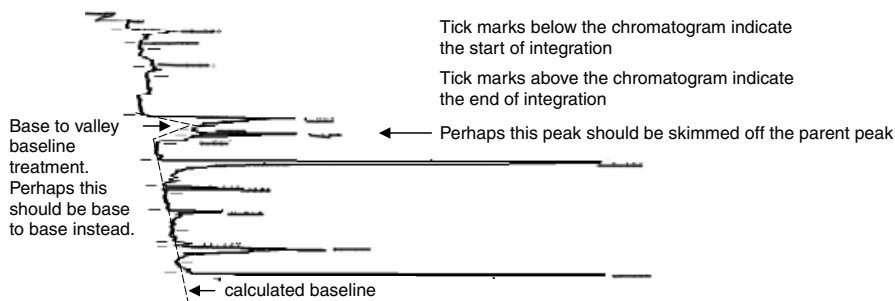 Tick marks below the chromatogram indicate
the start of integration
Tick marks above the chromatogram indicate
the end of integration
Base to valley
baseline
treatment.
Perhaps this
should be base
to base instead.
Perhaps this peak should be skimmed off the parent peak
calculated baseline